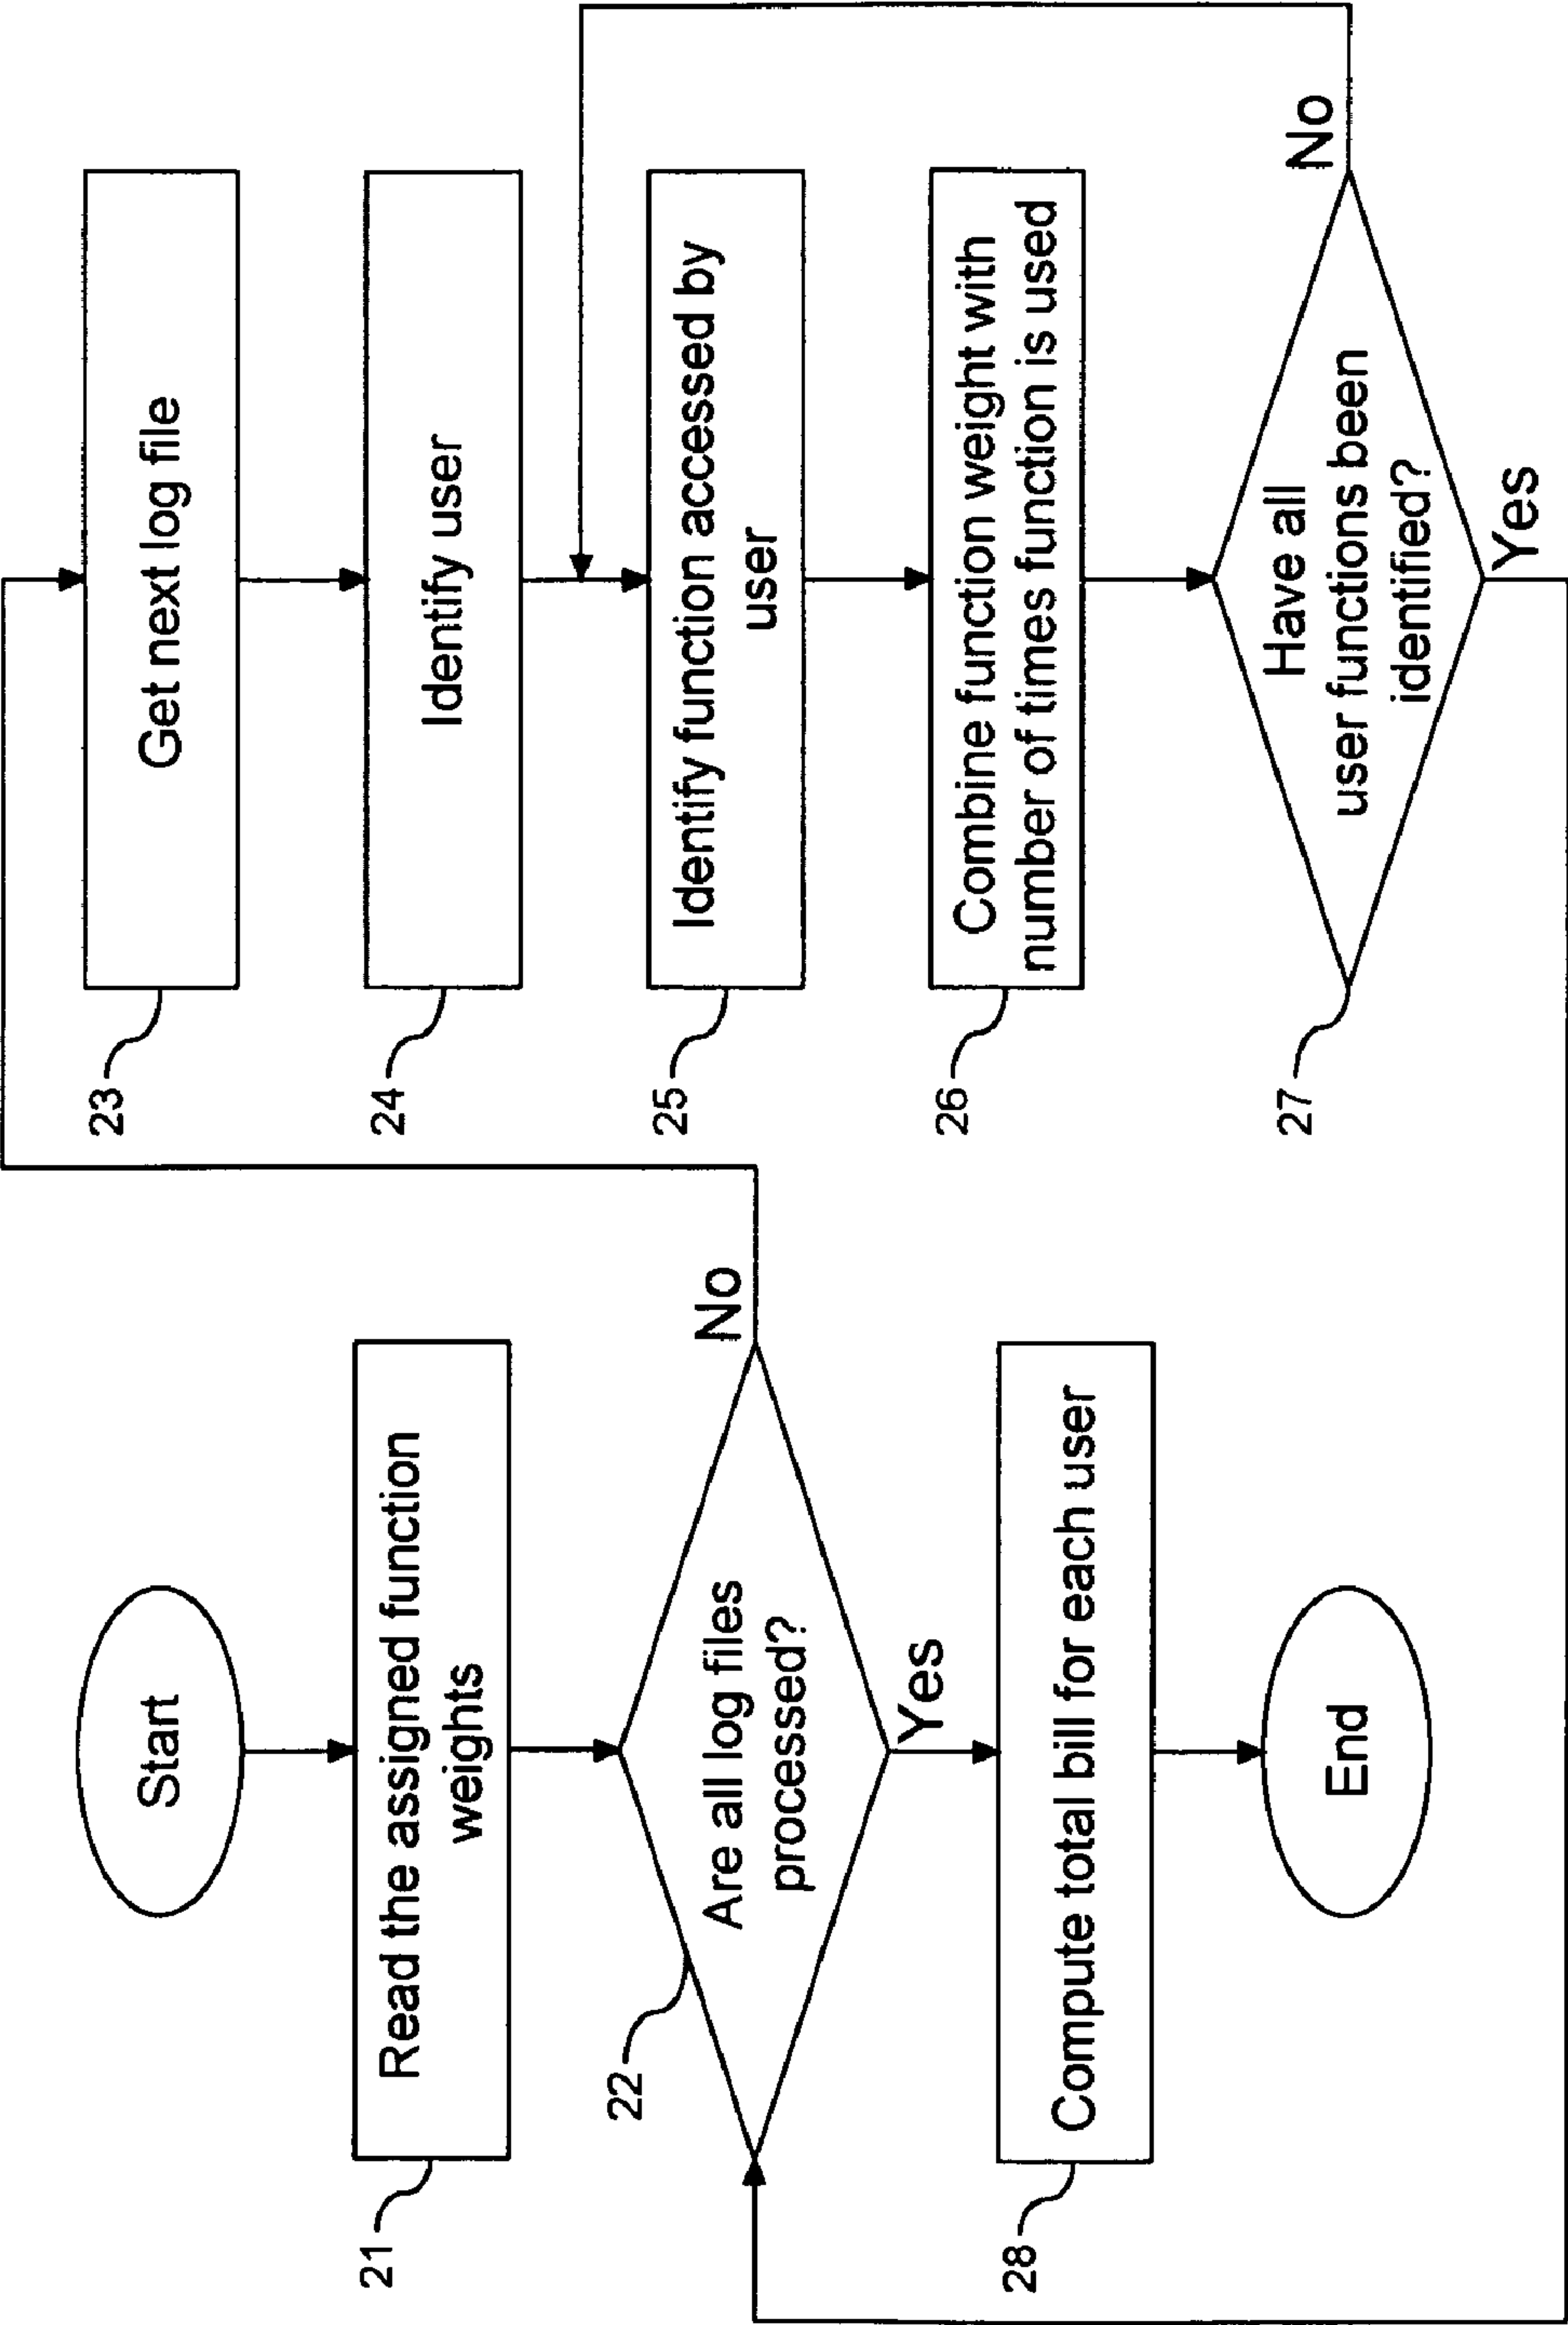 Start
Read the assigned function
weights
21
Are all log files
processed?
22
No
Yes
Compute total bill for each user
28
End
Get next log file
23
Identify user
24
Identify function accessed by
user
25
Combine function weight with
number of times function is used
26
Have all
user functions been
identified?
27
No
Yes